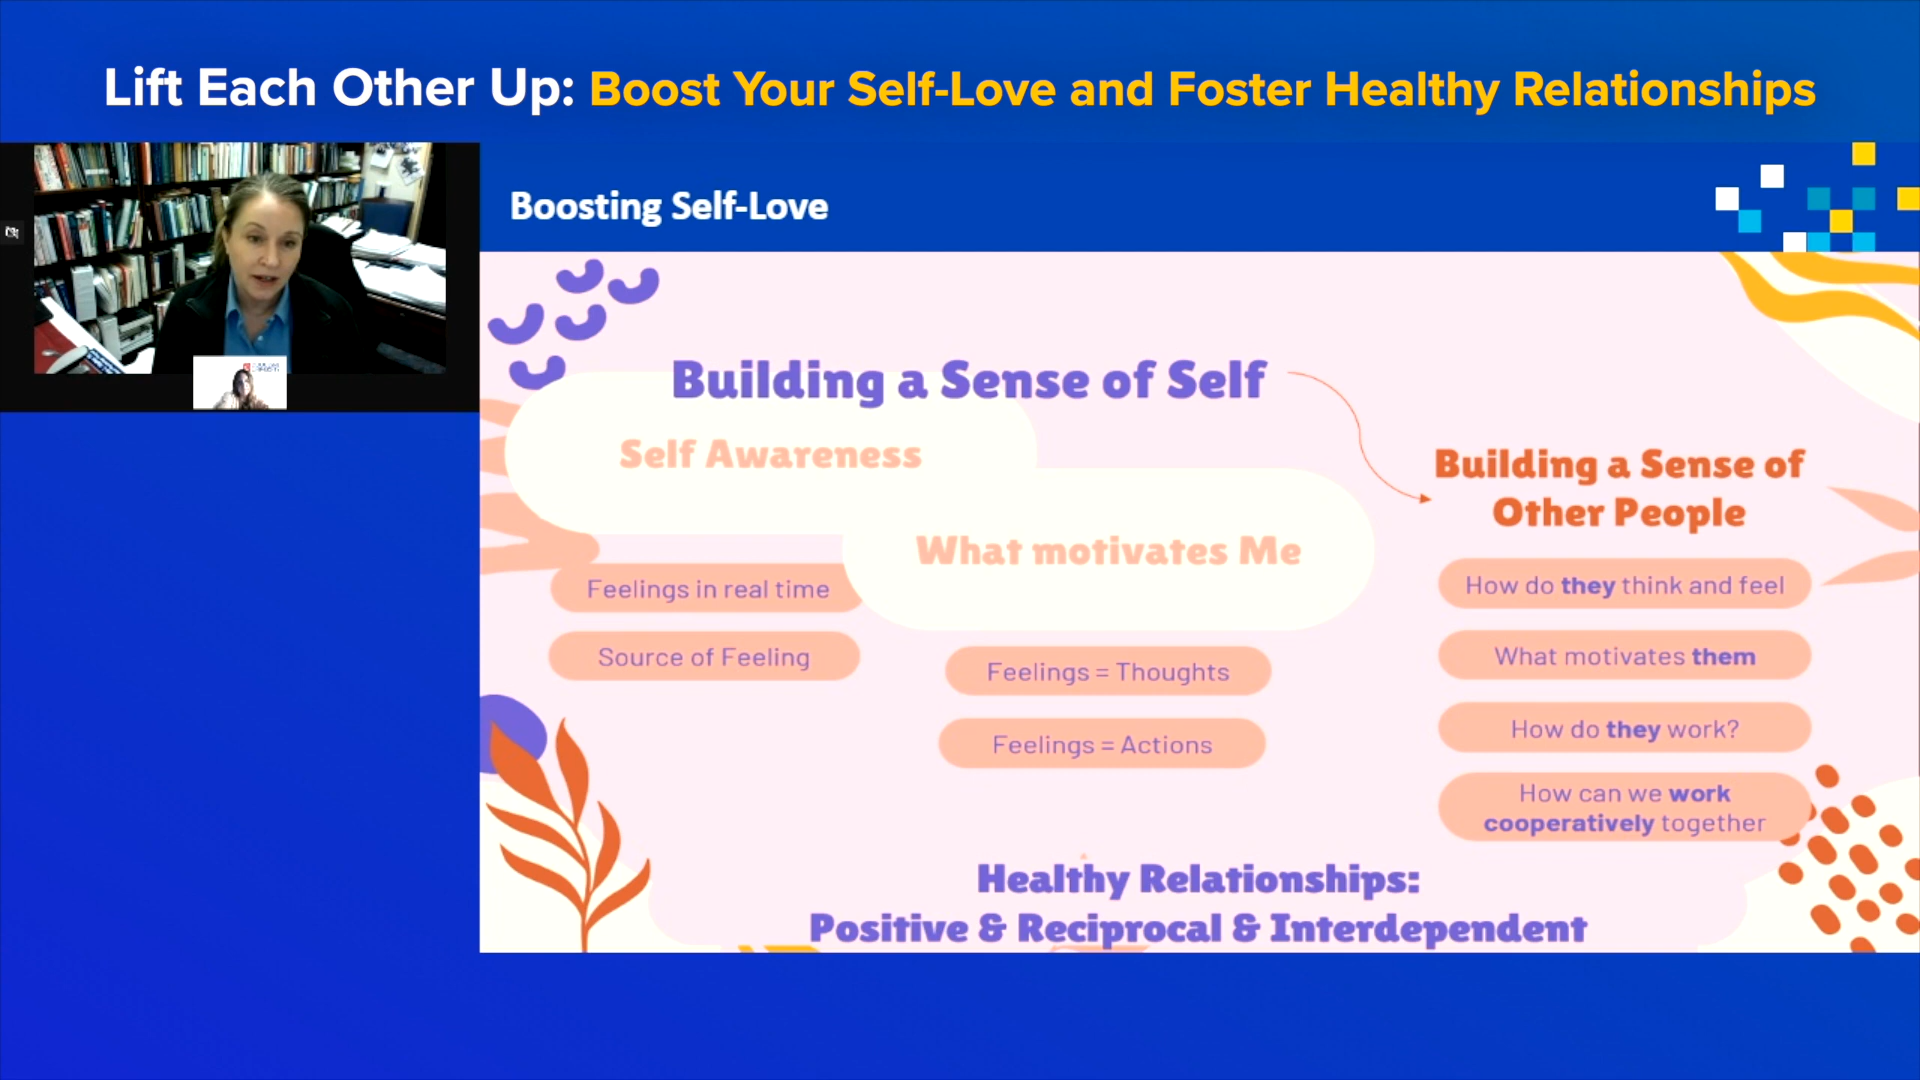 Lift Each Other Up: Boost Your Self-Love and Foster Healthy Relationships
Boosting Self-Love
Building a Sense of Self
Self Awareness
What motivates Me
Feelings in real time
Source of Feeling
Feelings = Thoughts
Feelings = Actions
Building a Sense of
Other People
How do they think and feel
What motivates them
How do they work?
How can we work
cooperatively together
Healthy Relationships:
Positive & Reciprocal & Interdependent